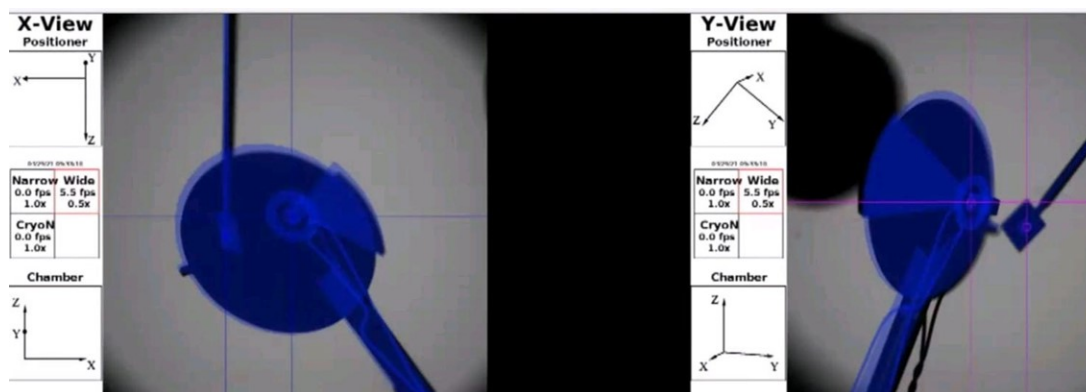 X-View
Positioner
Y
X
Z
Narrow Wide
0.0 fps 5.5 fps
1.0x 0.5x
CryoN
0.0 fps
1.0x
Chamber
Z
Y
X
Y-View
Positioner
X
Z
Y
Narrow Wide
0.0 fps 5.5 fps
1.0x 0.5x
CryoN
0.0 fps
1.0x
Chamber
Z
X
Y